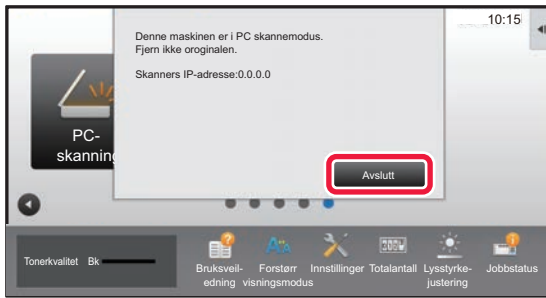 10:15
Denne maskinen er i PC skannemodus.
Fjern ikke oroginalen.
Skanners IP-adresse:0.0.0.0
PC-
skanning
Avslutt
Tonerkvalitet Bk
Bruksveil-
edning
Forstørr
visningsmodus
Innstillinger
Totalantall
Lysstyrke-
justering
Jobbstatus